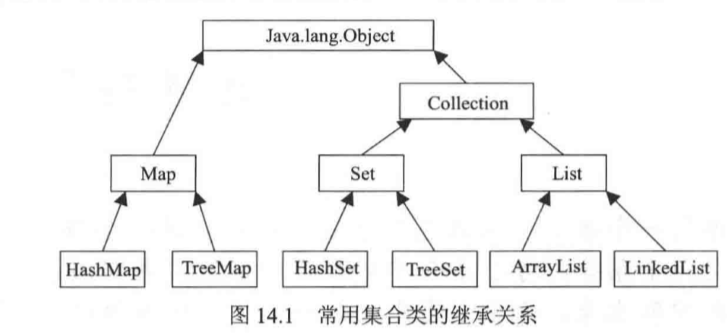 Java.lang.Object
Collection
Map
Set
List
HashMap
TreeMap
HashSet
TreeSet
ArrayList
LinkedList
图 14.1 常用集合类的继承关系